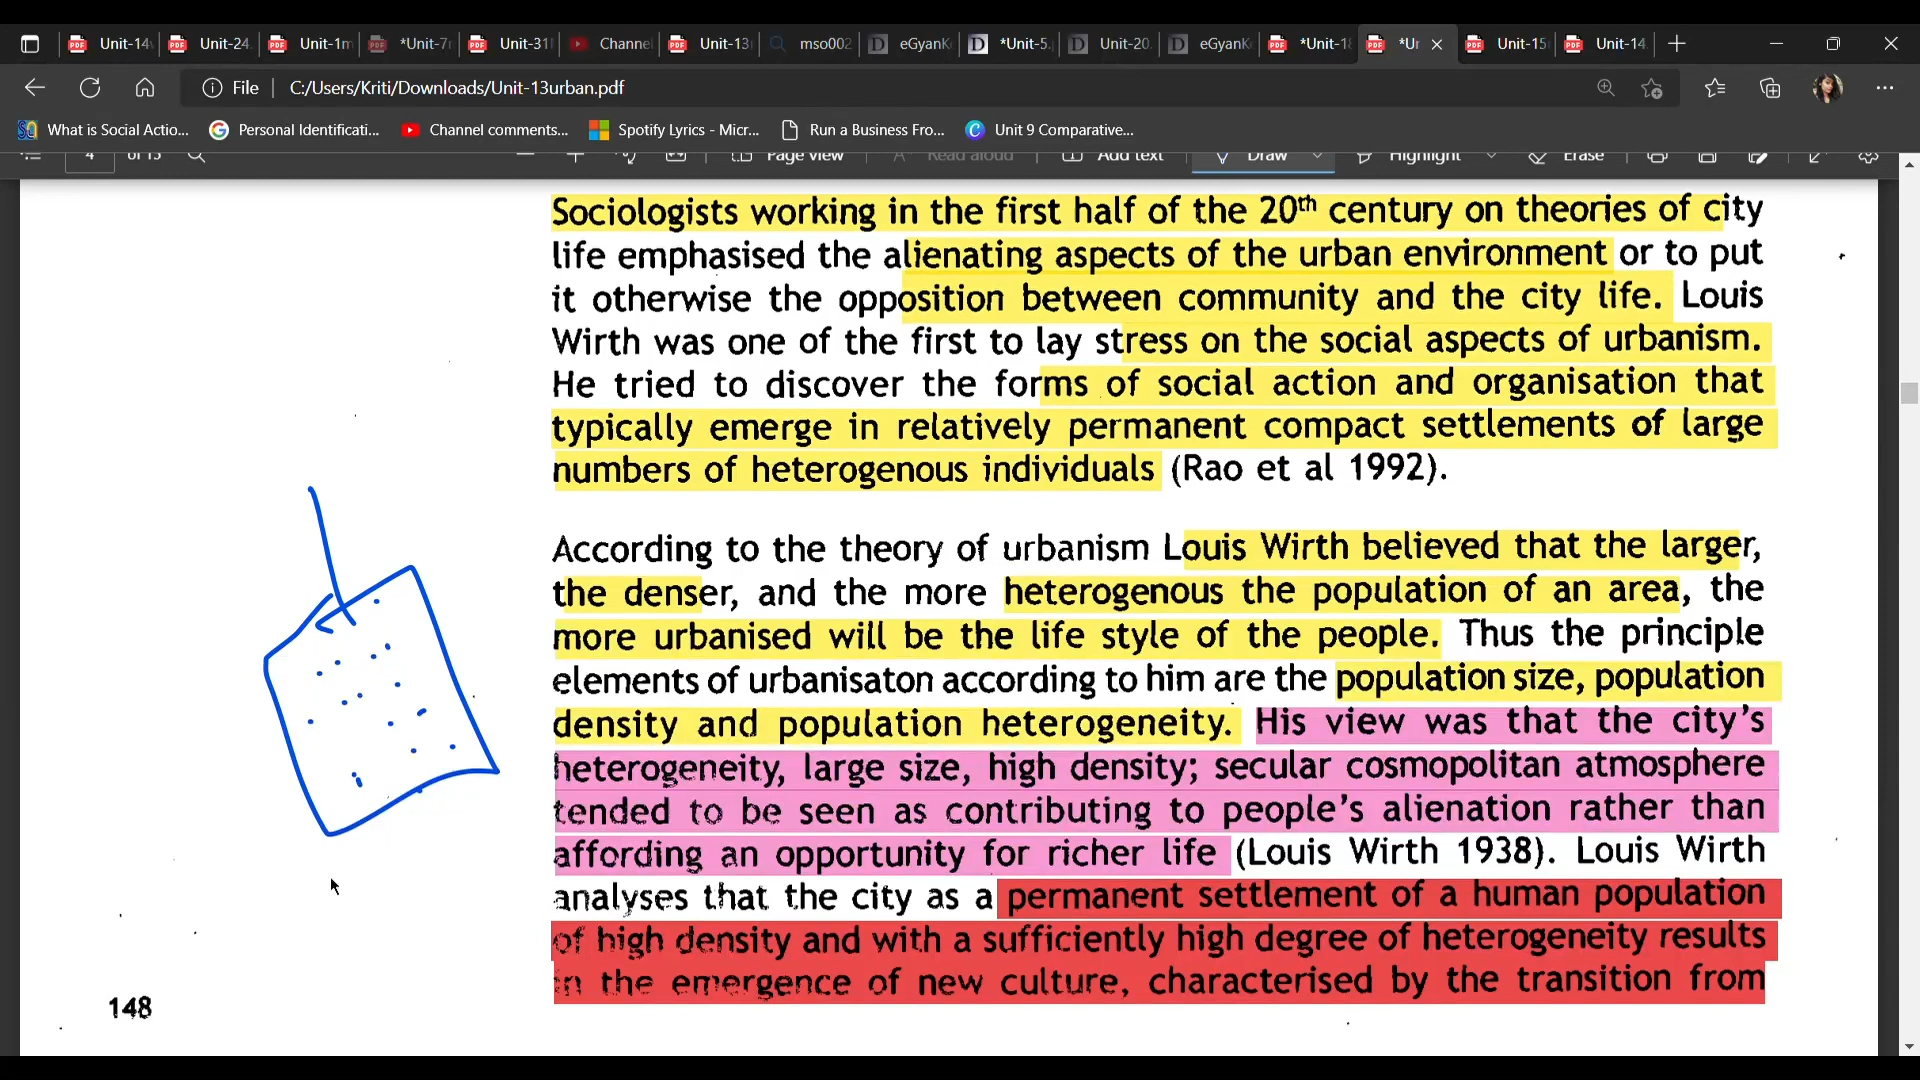 Unit-14
Unit-24
Unit-1m
*Unit-7
Unit-31
Channe
Unit-13
mso002
eGyanK
*Unit-5.
Unit-20.
eGyanK
*Unit-18
*Ur
Unit-15
Unit-14
File
C:/Users/Kriti/Downloads/Unit-13urban.pdf
What is Social Actio...
Personal Identificati...
Channel comments...
Spotify Lyrics - Micr...
Run a Business Fro...
Unit 9 Comparative...
4 of 15
Page view
Read aloud
Add text
Draw
Highlight
Erase
Sociologists working in the first half of the 20th century on theories of city
life emphasised the alienating aspects of the urban environment or to put
it otherwise the opposition between community and the city life. Louis
Wirth was one of the first to lay stress on the social aspects of urbanism.
He tried to discover the forms of social action and organisation that
typically emerge in relatively permanent compact settlements of large
numbers of heterogenous individuals (Rao et al 1992).
According to the theory of urbanism Louis Wirth believed that the larger,
the denser, and the more heterogenous the population of an area, the
more urbanised will be the life style of the people. Thus the principle
elements of urbanisaton according to him are the population size, population
density and population heterogeneity. His view was that the city's
heterogeneity, large size, high density; secular cosmopolitan atmosphere
tended to be seen as contributing to people's alienation rather than
affording an opportunity for richer life (Louis Wirth 1938). Louis Wirth
analyses that the city as a permanent settlement of a human population
of high density and with a sufficiently high degree of heterogeneity results
in the emergence of new culture, characterised by the transition from
148